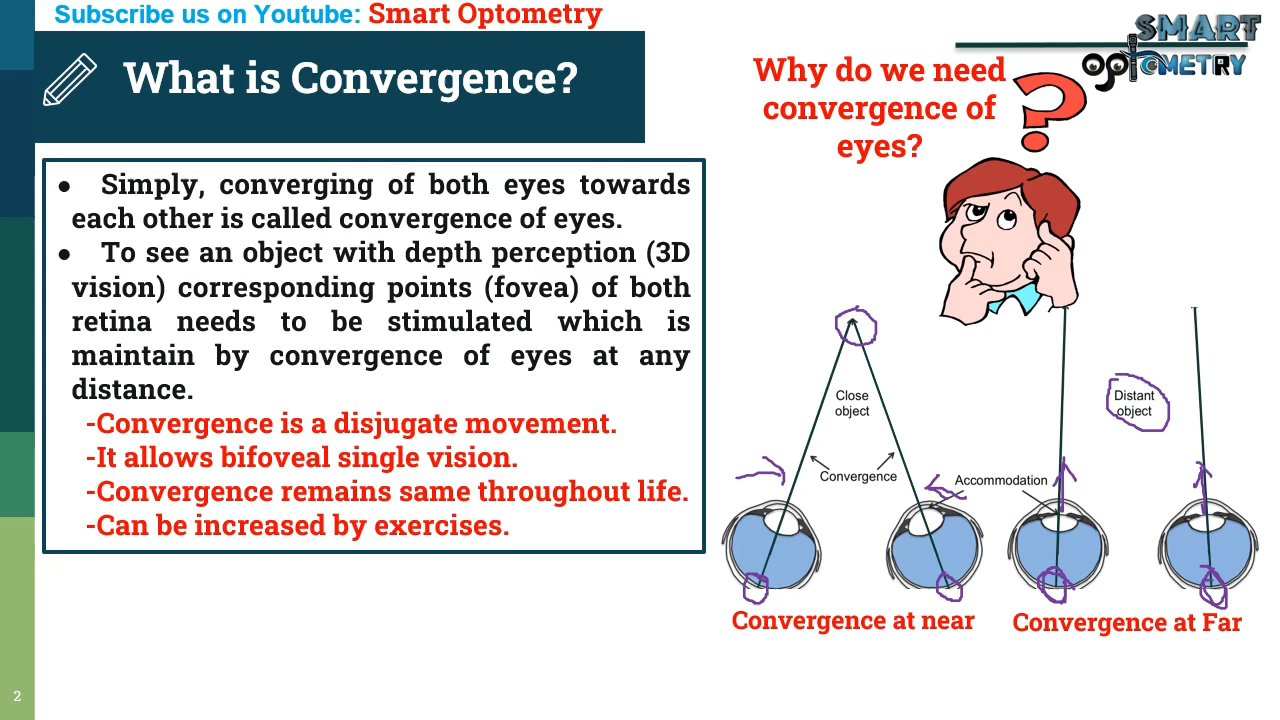 Subscribe us on Youtube: Smart Optometry
What is Convergence?
● Simply, converging of both eyes towards
each other is called convergence of eyes.
● To see an object with depth perception (3D
vision) corresponding points (fovea) of both
retina needs to be stimulated which is
maintain by convergence of eyes at any
distance.
-Convergence is a disjugate movement.
-It allows bifoveal single vision.
-Convergence remains same throughout life.
-Can be increased by exercises.
2
SMART
OPTOMETRY
Why do we need
convergence of
eyes?
?
Close
object
Distant
object
Convergence
Accommodation
Convergence at near
Convergence at Far